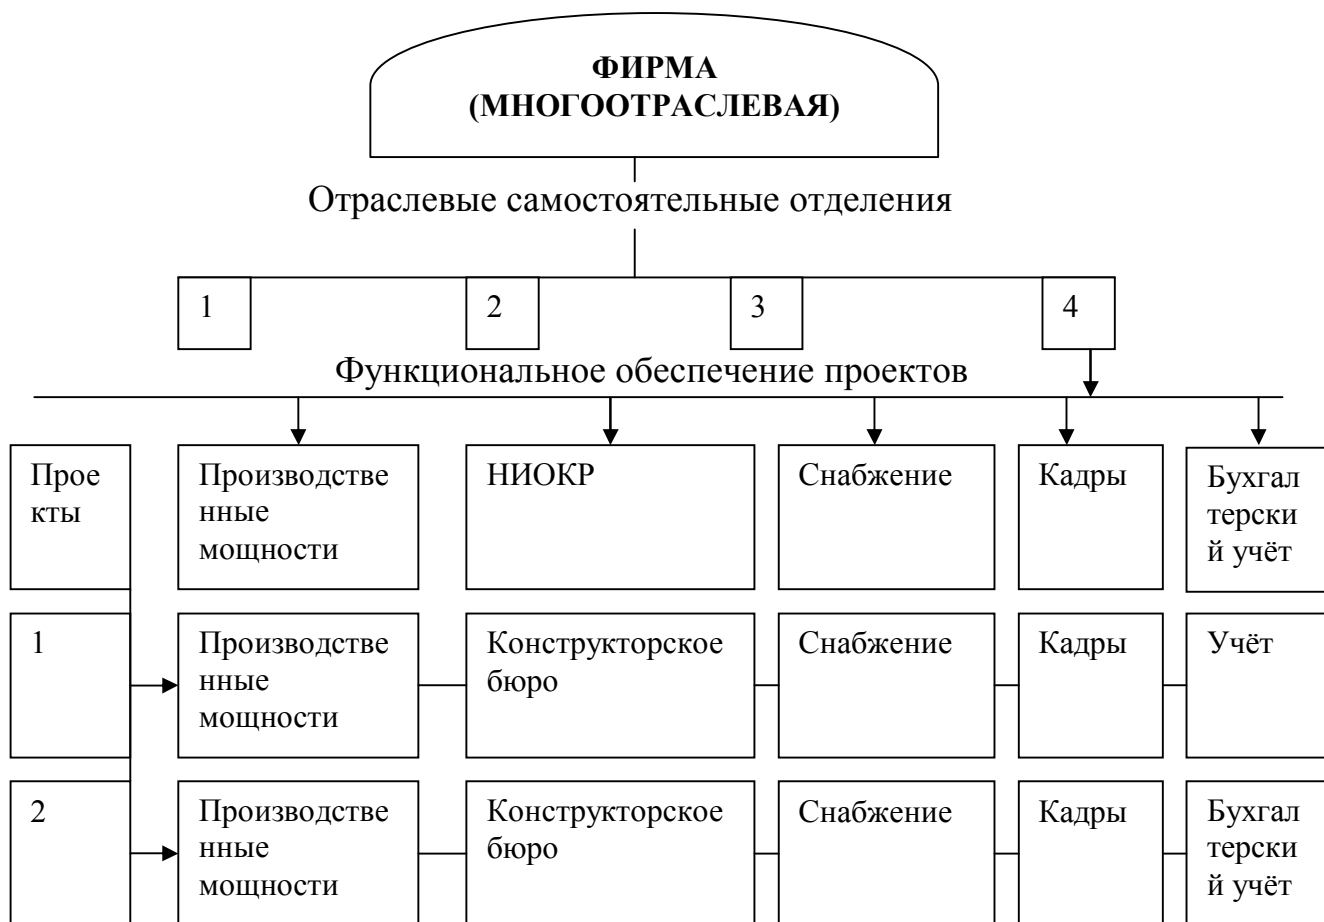 ФИРМА
(МНОГООТРАСЛЕВАЯ)
Отраслевые самостоятельные отделения
1
2
3
4
Функциональное обеспечение проектов
Прое
кты
Производстве
нные
мощности
НИОКР
Снабжение
Кадры
Бухгал
терски
й учёт
1
Производстве
нные
мощности
Конструкторское
бюро
Снабжение
Кадры
Учёт
2
Производстве
нные
мощности
Конструкторское
бюро
Снабжение
Кадры
Бухгал
терски
й учёт